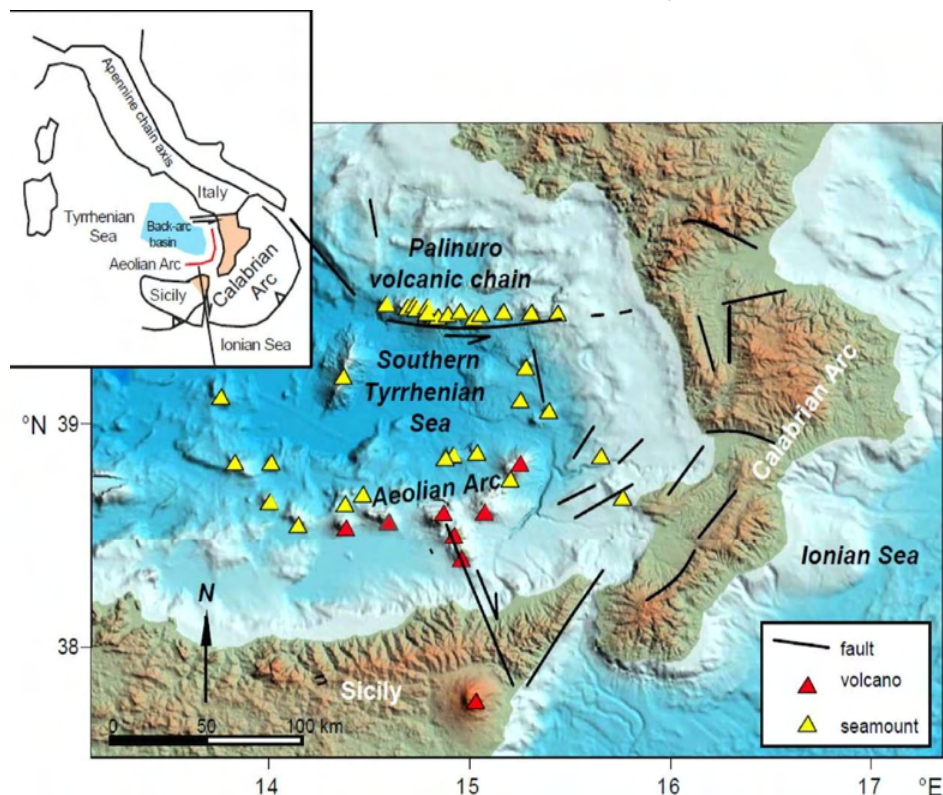 Apennine chain axis
Italy
Tyrrhenian
Sea
Back-arc
basin
Aeolian Arc
Sicily
Calabrian
Arc
Ionian Sea
Palinuro
volcanic chain
Southern
Tyrrhenian
Sea
°N 39
Aeolian Arc
Calabrian Arc
Ionian Sea
N
38
Sicily
0 50 100 km
fault
volcano
seamount
14 15 16 17 °E